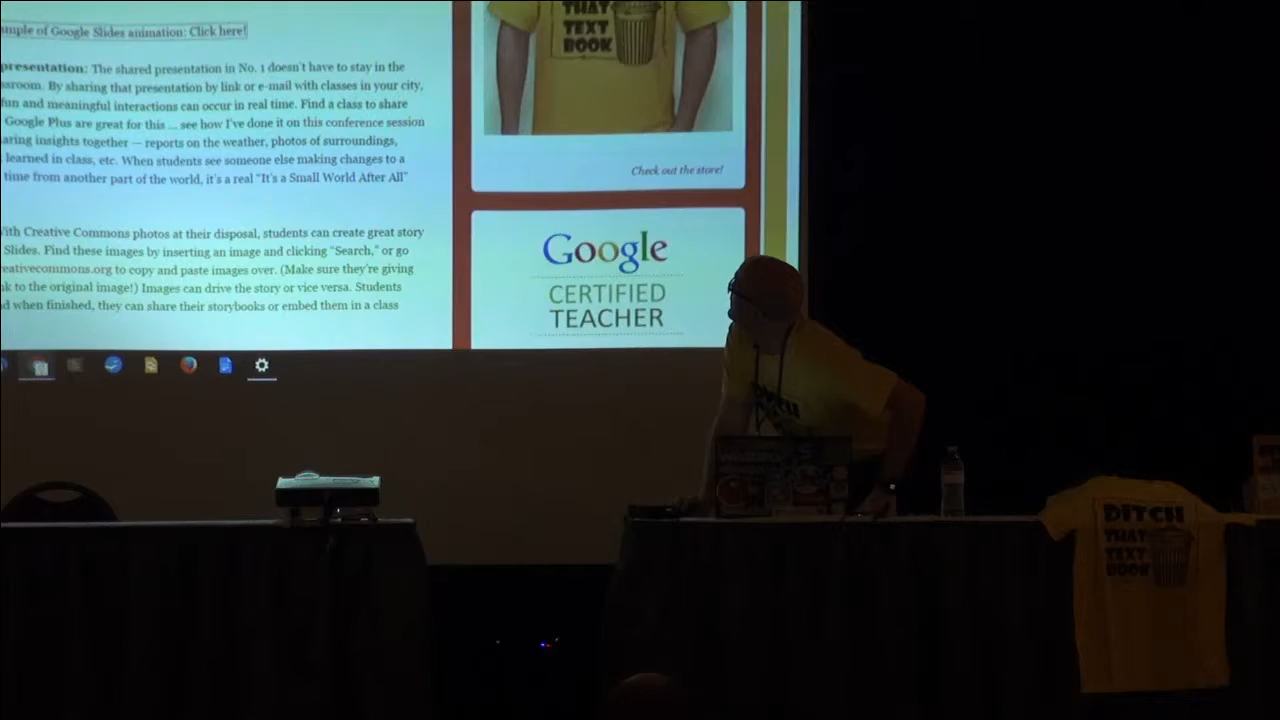 mple of Google Slides animation: Click here!
presentation: The shared presentation in No. 1 doesn't have to stay in the
ssroom. By sharing that presentation by link or e-mail with classes in your city,
fun and meaningful interactions can occur in real time. Find a class to share
Google Plus are great for this ... see how I've done it on this conference session
aring insights together — reports on the weather, photos of surroundings,
learned in class, etc. When students see someone else making changes to a
time from another part of the world, it's a real "It's a Small World After All"
With Creative Commons photos at their disposal, students can create great story
Slides. Find these images by inserting an image and clicking "Search," or go
reativecommons.org to copy and paste images over. (Make sure they're giving
nk to the original image!) Images can drive the story or vice versa. Students
d when finished, they can share their storybooks or embed them in a class
THAT
TEXT
BOOK
Check out the store!
Google
CERTIFIED
TEACHER
DITCH
THAT
TEXT
BOOK